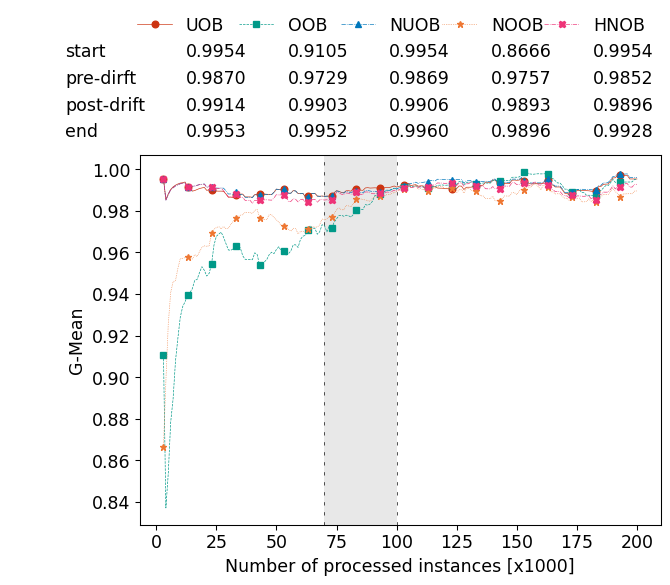 UOB OOB NUOB NOOB HNOB
start 0.9954 0.9105 0.9954 0.8666 0.9954
pre-dirft 0.9870 0.9729 0.9869 0.9757 0.9852
post-drift 0.9914 0.9903 0.9906 0.9893 0.9896
end 0.9953 0.9952 0.9960 0.9896 0.9928
1.00
0.98
0.96
0.94
0.92
0.90
0.88
0.86
0.84
G-Mean
0 25 50 75 100 125 150 175 200
Number of processed instances [x1000]